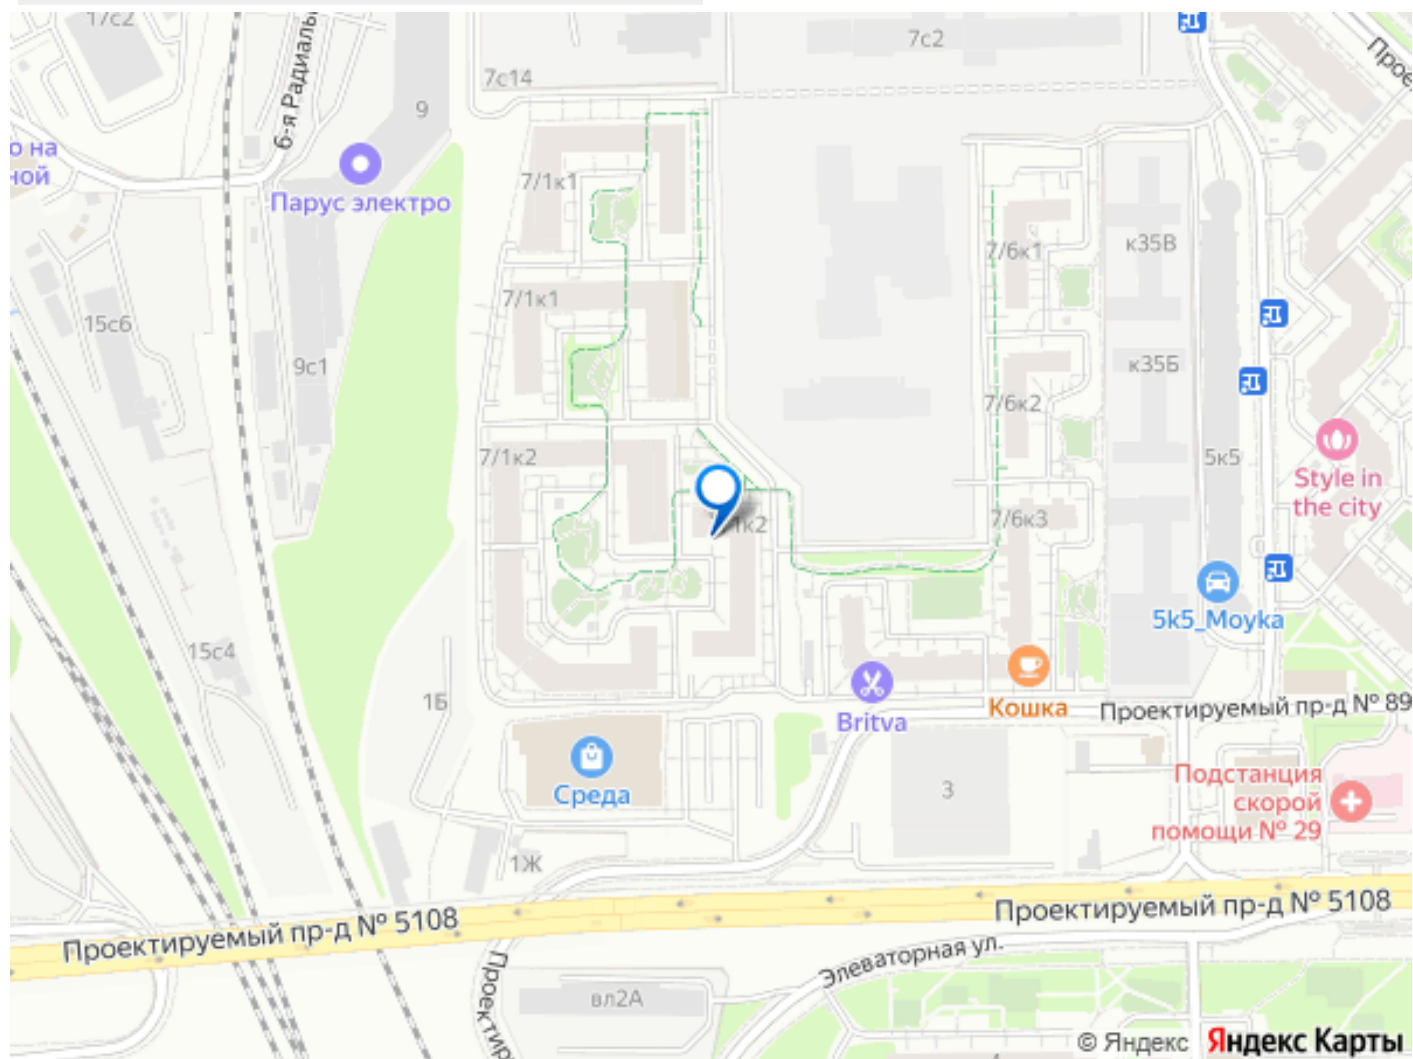 17с2
7с2
Прое
7с14
6-я Радиаль
9
о на
ной
Парус электро
7/1к1
7/6к1
к35В
7/1к1
15с6
9с1
к35Б
7/6к2
7/1к2
5к5
Style in
the city
1к2
7/6к3
5k5_Moyka
15с4
1Б
Britva
Кошка
Проектируемый пр-д № 89
Среда
3
Подстанция
скорой
помощи № 29
1Ж
Проектируемый пр-д № 5108
Проектируемый пр-д № 5108
Элеваторная ул.
Проектир
вл2А
© Яндекс Яндекс Карты